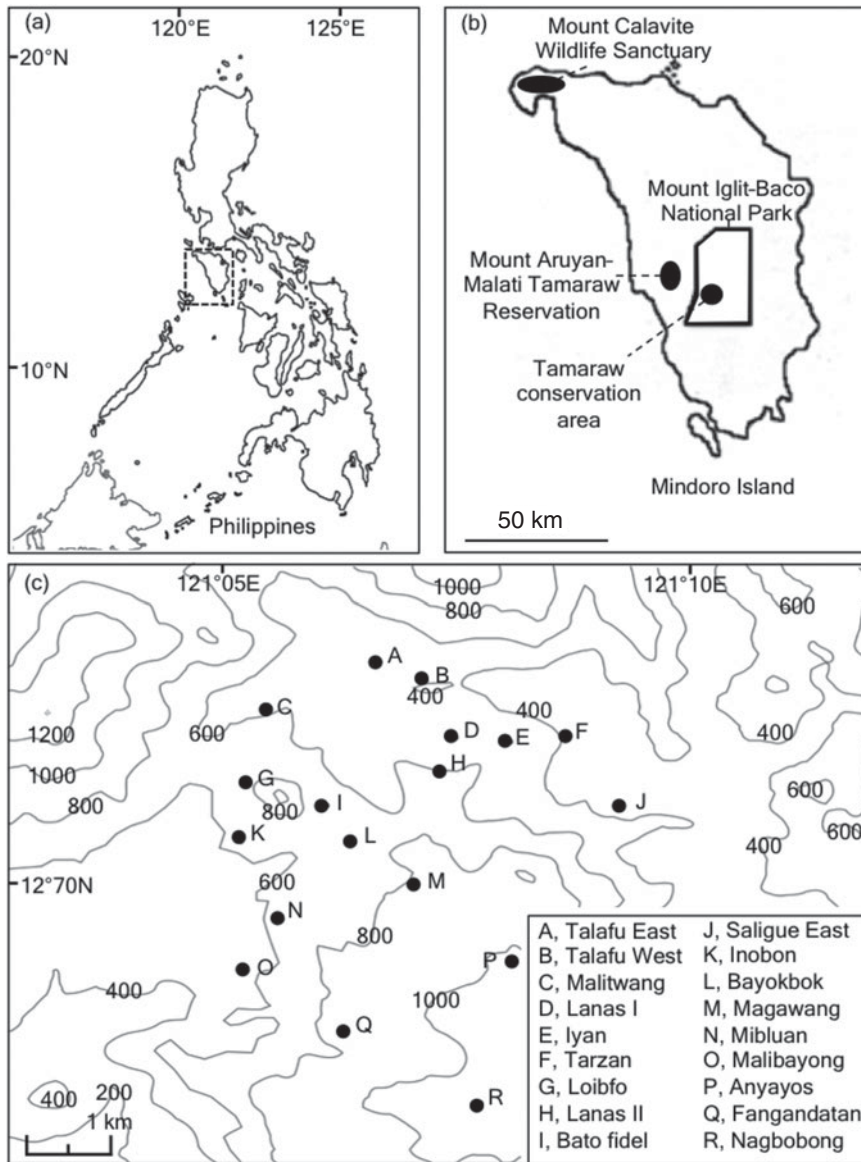 (a)
120°E
125°E
20°N
10°N
Philippines
(b)
Mount Calavite
Wildlife Sanctuary
Mount Iglit–Baco
National Park
Mount Aruyan–
Malati Tamaraw
Reservation
Tamaraw
conservation
area
Mindoro Island
50 km
(c)
121°05
121°10
1000
800
600
A
B
400
C
400
600
D
E
F
400
1200
H
1000
G
800
I
J
600
800
K
L
400
600
12°70N
600
M
N
800
P
O
400
1000
Q
400
200
R
1 km
A, Talafu East
B, Talafu West
C, Malitwang
D, Lanas I
E, Iyan
F, Tarzan
G, Loibfo
H, Lanas II
I, Bato fidel
J, Saligue East
K, Inobon
L, Bayokbok
M, Magawang
N, Mibluan
O, Malibayong
P, Anyayos
Q, Fangandatan
R, Nagbobong